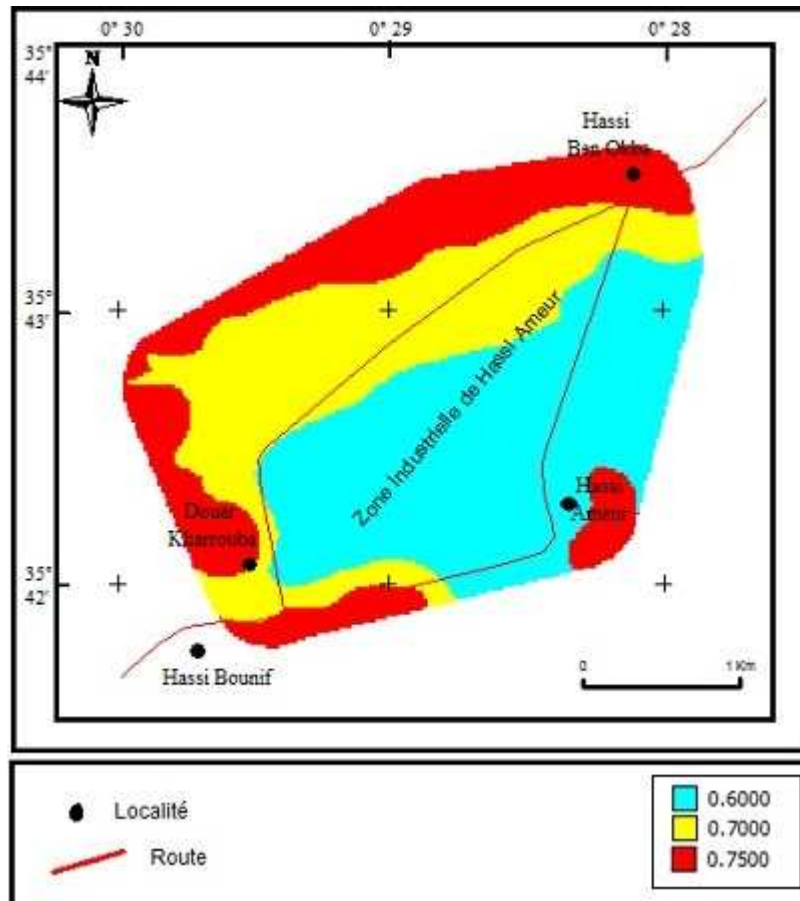 0° 30
0° 29
0° 28
35°
44'
N
Hassi
Ban Okba
35°
43'
Zone Industrielle de Hassi Ameur
Hassi
Ameur
Douar
Kharrouba
35°
42'
Hassi Bounif
0
1 Km
Localité
Route
0.6000
0.7000
0.7500